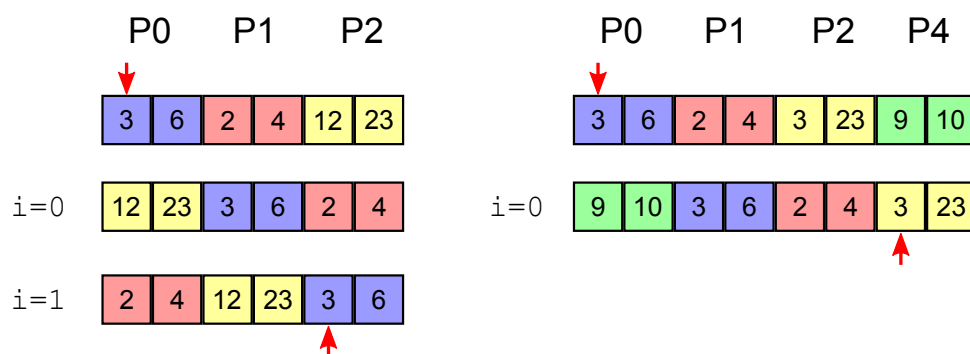 P0 P1 P2
3 6 2 4 12 23
i=0 12 23 3 6 2 4
i=1 2 4 12 23 3 6
P0 P1 P2 P4
3 6 2 4 3 23 9 10
i=0 9 10 3 6 2 4 3 23